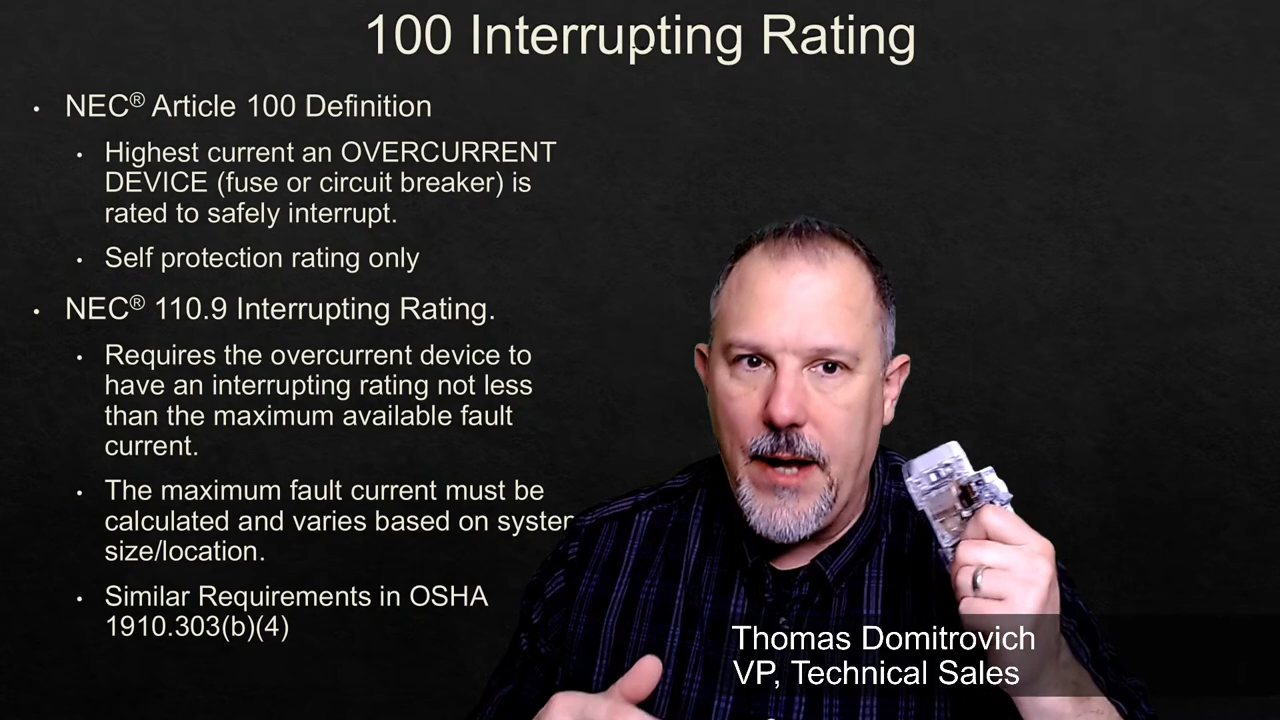 100 Interrupting Rating
• NEC® Article 100 Definition
• Highest current an OVERCURRENT
DEVICE (fuse or circuit breaker) is
rated to safely interrupt.
• Self protection rating only
• NEC® 110.9 Interrupting Rating.
• Requires the overcurrent device to
have an interrupting rating not less
than the maximum available fault
current.
• The maximum fault current must be
calculated and varies based on
size/location.
• Similar Requirements in OSHA
1910.303(b)(4)
Thomas Domitrovich
VP, Technical Sales